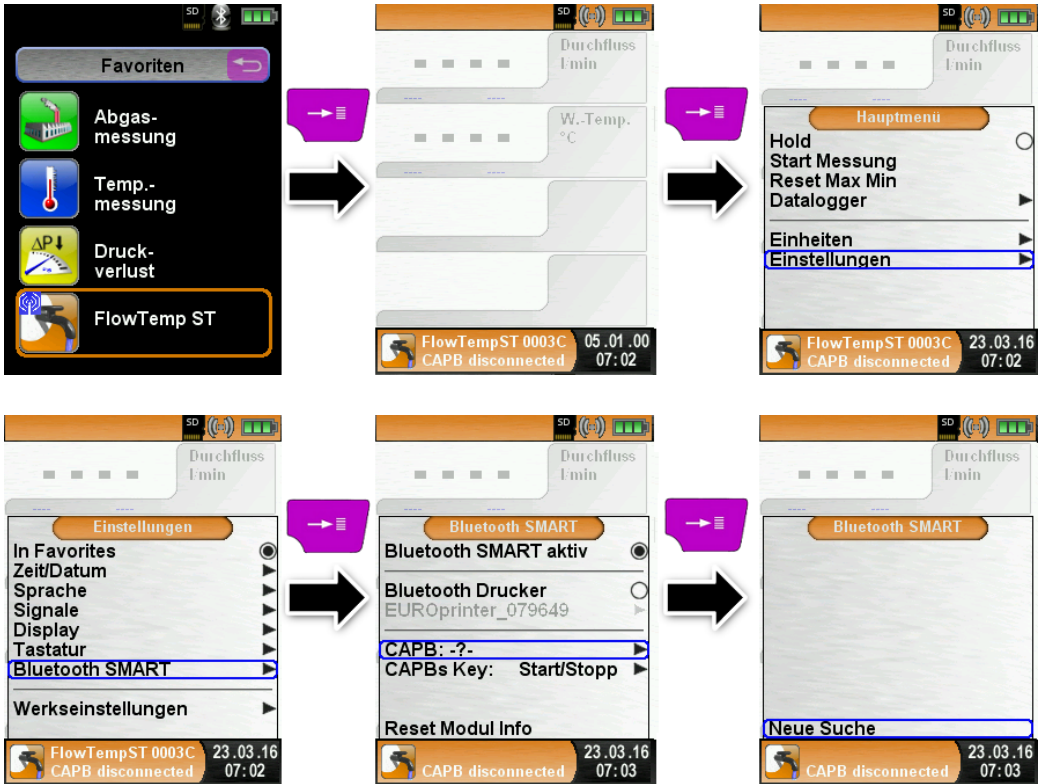 SD
Favoriten
Abgas-
messung
Temp.-
messung
ΔP
Druck-
verlust
FlowTemp ST
SD
Durchfluss
l/min
W.-Temp.
°C
FlowTempST 0003C
CAPB disconnected
05.01.00
07:02
SD
Durchfluss
l/min
Hauptmenü
Hold
Start Messung
Reset Max Min
Datalogger
Einheiten
Einstellungen
FlowTempST 0003C
CAPB disconnected
23.03.16
07:02
SD
Durchfluss
l/min
Einstellungen
In Favorites
Zeit/Datum
Sprache
Signale
Display
Tastatur
Bluetooth SMART
Werkseinstellungen
FlowTempST 0003C
CAPB disconnected
23.03.16
07:02
SD
Durchfluss
l/min
Bluetooth SMART
Bluetooth SMART aktiv
Bluetooth Drucker
EUROprinter_079649
CAPB: -?-
CAPBs Key: Start/Stopp
Reset Modul Info
CAPB disconnected
23.03.16
07:03
SD
Durchfluss
l/min
Bluetooth SMART
Neue Suche
CAPB disconnected
23.03.16
07:03